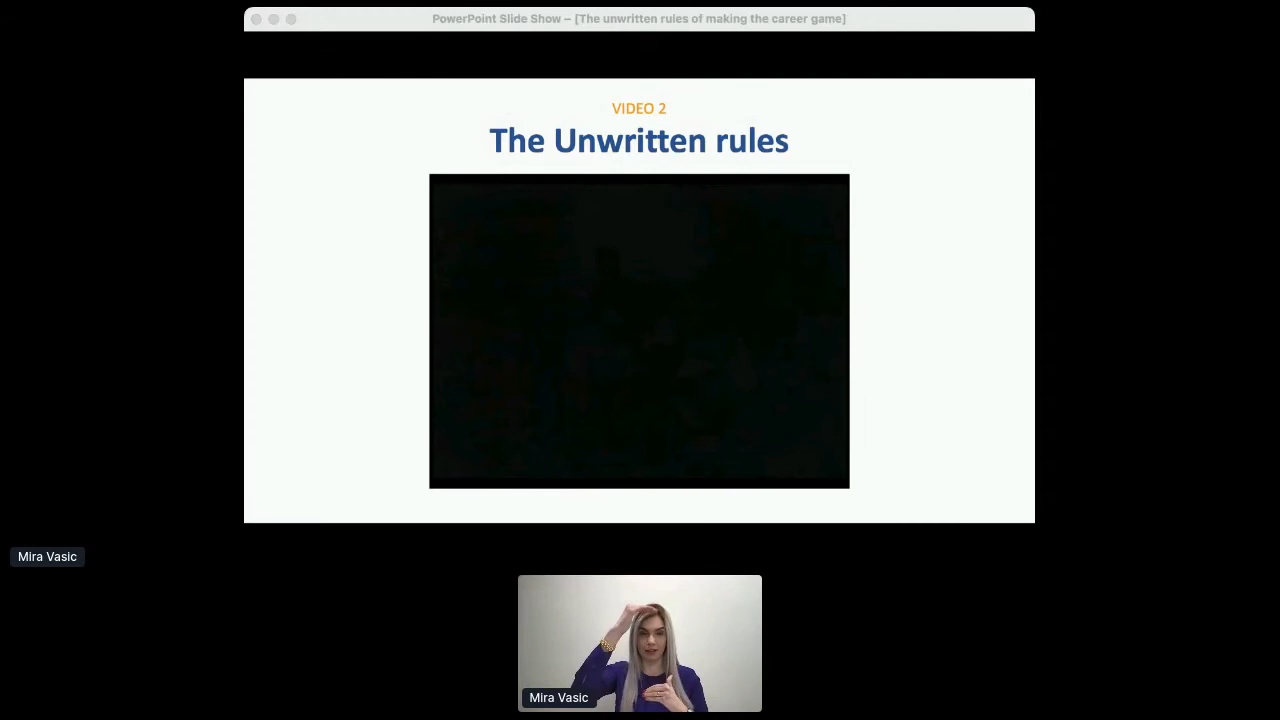 PowerPoint Slide Show – [The unwritten rules of making the career game]
VIDEO 2
The Unwritten rules
Mira Vasic
Mira Vasic